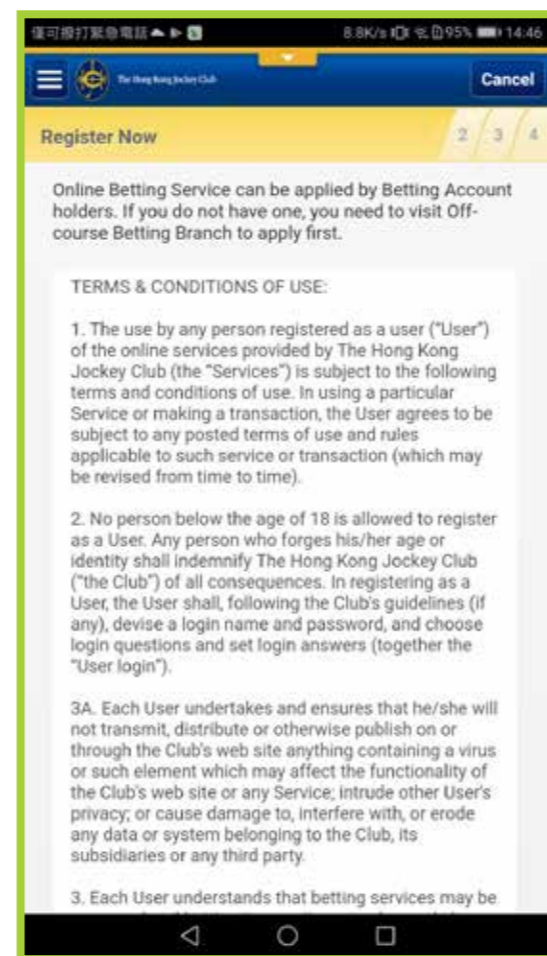 僅可撥打緊急電話
8.8K/s 95% 14:46
The Hong Kong Jockey Club
Cancel
Register Now
2 3 4
Online Betting Service can be applied by Betting Account
holders. If you do not have one, you need to visit Off-
course Betting Branch to apply first.
TERMS & CONDITIONS OF USE:
1. The use by any person registered as a user (“User”)
of the online services provided by The Hong Kong
Jockey Club (the “Services”) is subject to the following
terms and conditions of use. In using a particular
Service or making a transaction, the User agrees to be
subject to any posted terms of use and rules
applicable to such service or transaction (which may
be revised from time to time).
2. No person below the age of 18 is allowed to register
as a User. Any person who forges his/her age or
identity shall indemnify The Hong Kong Jockey Club
(“the Club”) of all consequences. In registering as a
User, the User shall, following the Club's guidelines (if
any), devise a login name and password, and choose
login questions and set login answers (together the
“User login”).
3A. Each User undertakes and ensures that he/she will
not transmit, distribute or otherwise publish on or
through the Club's web site anything containing a virus
or such element which may affect the functionality of
the Club's web site or any Service; intrude other User's
privacy; or cause damage to, interfere with, or erode
any data or system belonging to the Club, its
subsidiaries or any third party.
3. Each User understands that betting services may be